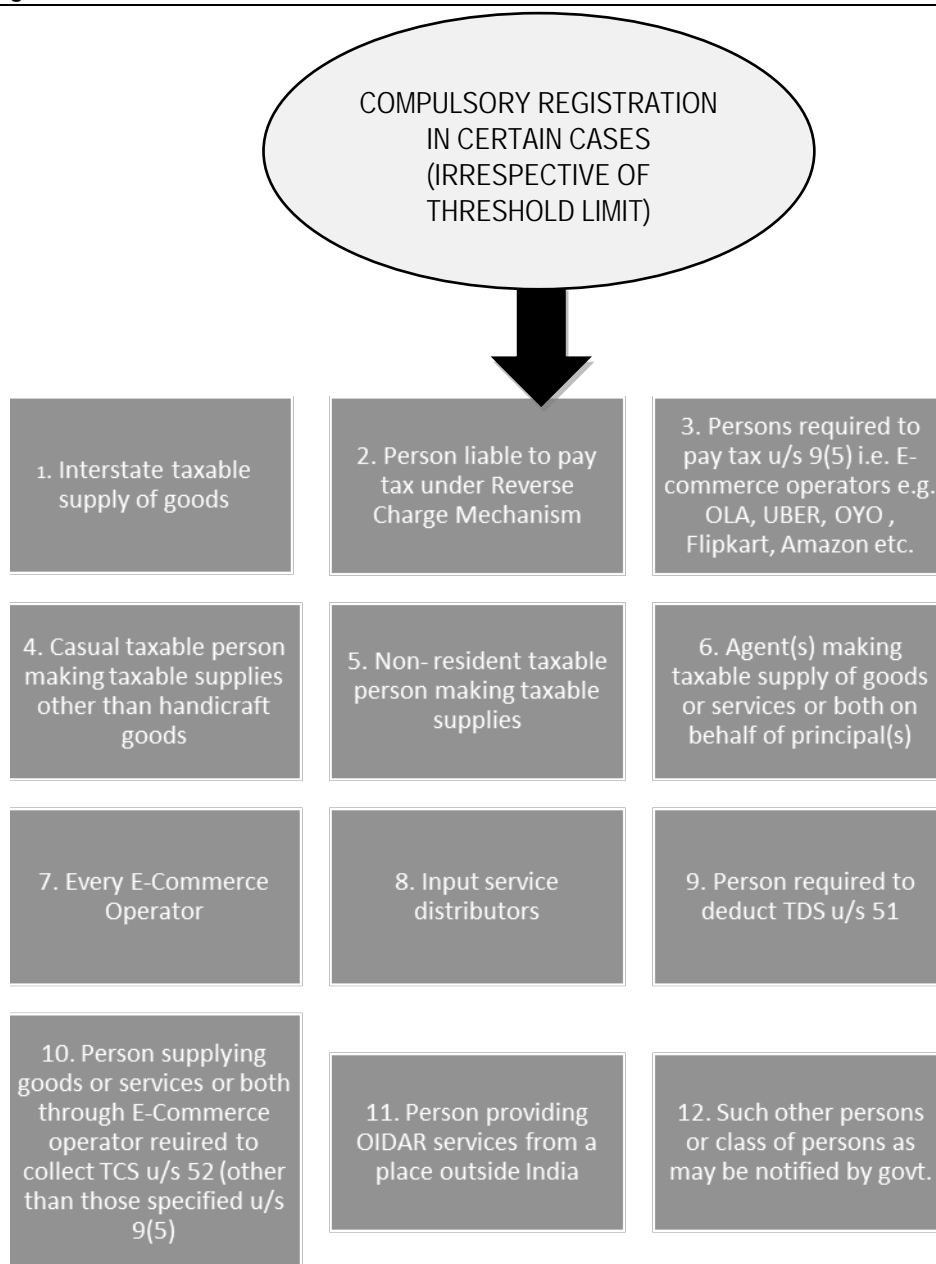 COMPULSORY REGISTRATION
IN CERTAIN CASES
(IRRESPECTIVE OF
THRESHOLD LIMIT)
1. Interstate taxable
supply of goods
2. Person liable to pay
tax under Reverse
Charge Mechanism
3. Persons required to
pay tax u/s 9(5) i.e. E-
commerce operators e.g.
OLA, UBER, OYO ,
Flipkart, Amazon etc.
4. Casual taxable person
making taxable supplies
other than handicraft
goods
5. Non- resident taxable
person making taxable
supplies
6. Agent(s) making
taxable supply of goods
or services or both on
behalf of principal(s)
7. Every E-Commerce
Operator
8. Input service
distributors
9. Person required to
deduct TDS u/s 51
10. Person supplying
goods or services or both
through E-Commerce
operator reuired to
collect TCS u/s 52 (other
than those specified u/s
9(5)
11. Person providing
OIDAR services from a
place outside India
12. Such other persons
or class of persons as
may be notified by govt.